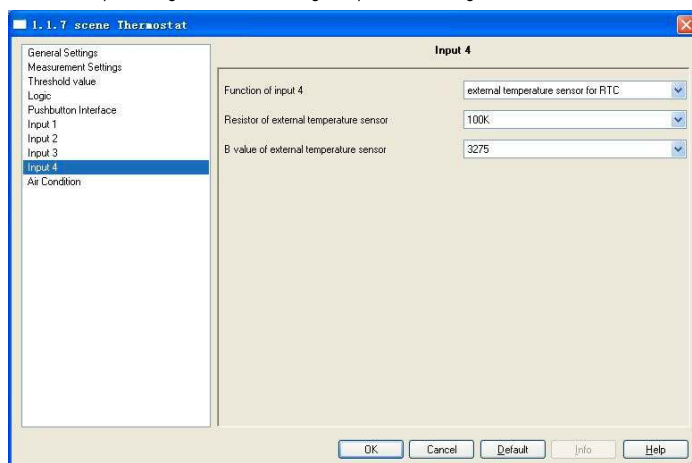 1.1.7 scene Thermostat
General Settings
Measurement Settings
Threshold value
Logic
Pushbutton Interface
Input 1
Input 2
Input 3
Input 4
Air Condition
Input 4
Function of input 4
external temperature sensor for RTC
Resistor of external temperature sensor
100K
B value of external temperature sensor
3275
OK
Cancel
Default
Info
Help